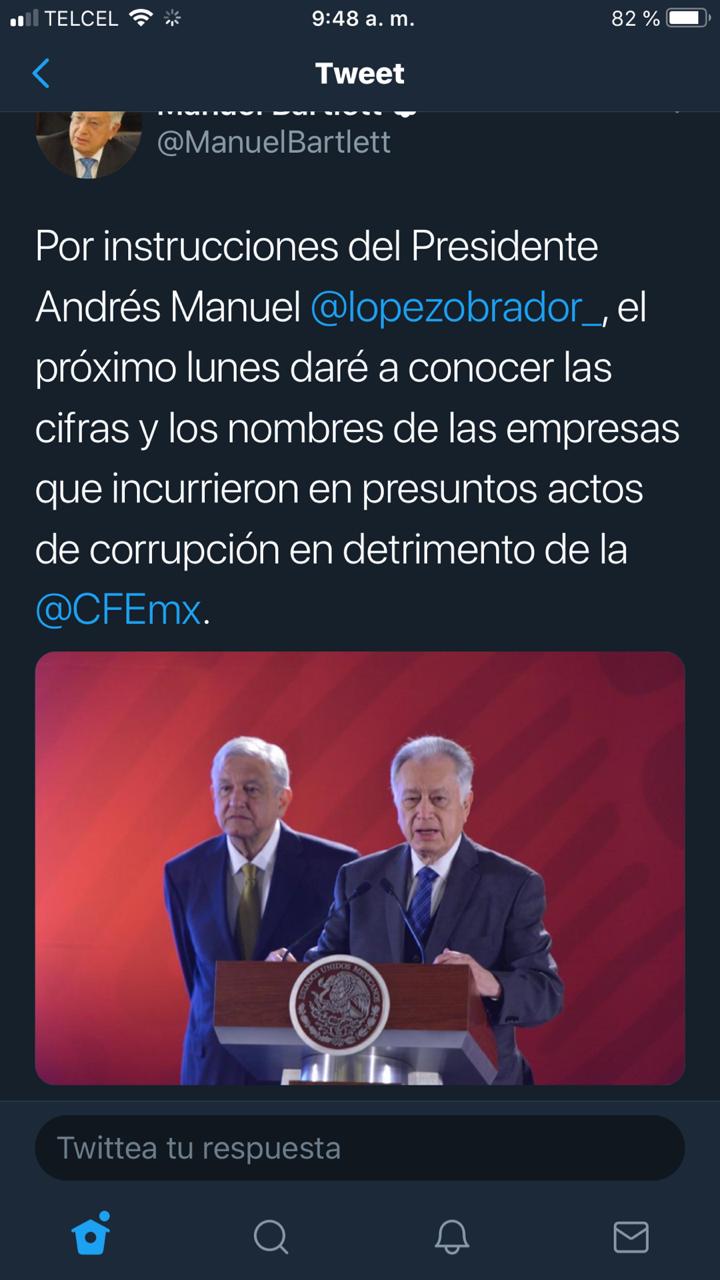 TELCEL 9:48 a. m. 82 %
Tweet
Manuel Bartlett
@ManuelBartlett
Por instrucciones del Presidente
Andrés Manuel @lopezobrador_, el
próximo lunes daré a conocer las
cifras y los nombres de las empresas
que incurrieron en presuntos actos
de corrupción en detrimento de la
@CFEmx.
ESTADOS UNIDOS MEXICANOS
Twittea tu respuesta